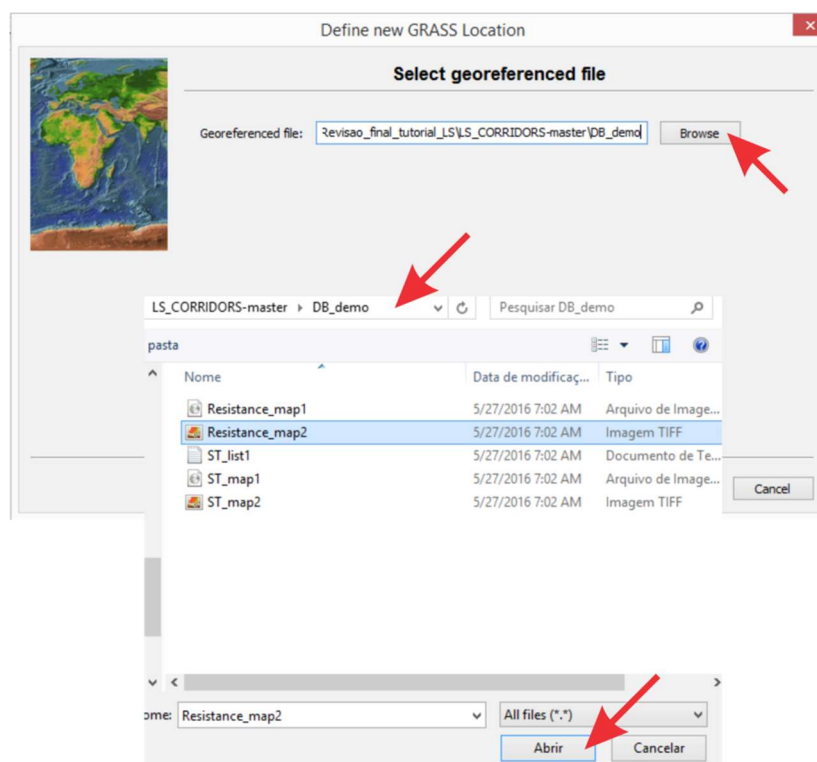 Define new GRASS Location
Select georeferenced file
Georeferenced file: Revisao_final_tutorial_LS\LS_CORRIDORS-master\DB_demo Browse
LS_CORRIDORS-master DB_demo Pesquisar DB_demo
pasta
Nome Data de modificaç... Tipo
Resistance_map1 5/27/2016 7:02 AM Arquivo de Image...
Resistance_map2 5/27/2016 7:02 AM Imagem TIFF
ST_list1 5/27/2016 7:02 AM Documento de Te...
ST_map1 5/27/2016 7:02 AM Arquivo de Image...
Cancel
ST_map2 5/27/2016 7:02 AM Imagem TIFF
ome: Resistance_map2 All files (*.*)
Abrir Cancelar